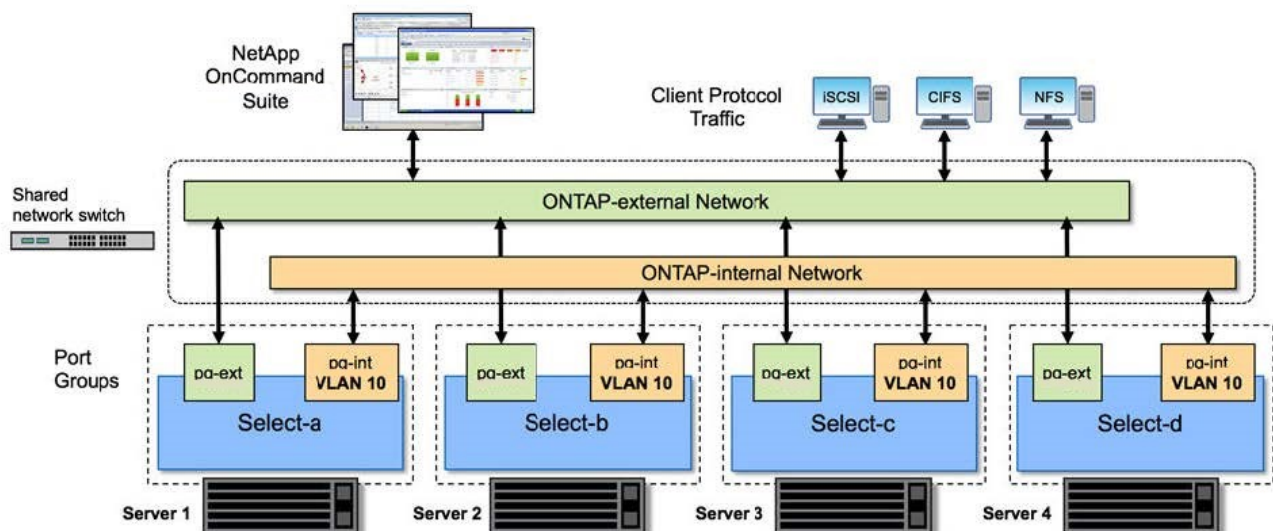 NetApp
OnCommand
Suite
Client Protocol
Traffic
iSCSI
CIFS
NFS
Shared
network switch
ONTAP-external Network
ONTAP-internal Network
Port
Groups
pg-ext
pg-int
VLAN 10
Select-a
pg-ext
pg-int
VLAN 10
Select-b
pg-ext
pg-int
VLAN 10
Select-c
pg-ext
pg-int
VLAN 10
Select-d
Server 1
Server 2
Server 3
Server 4